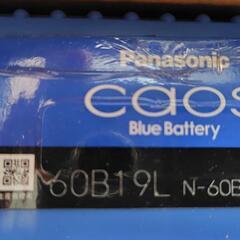 Panasonic
caos
Blue Battery
60B19L N-60B